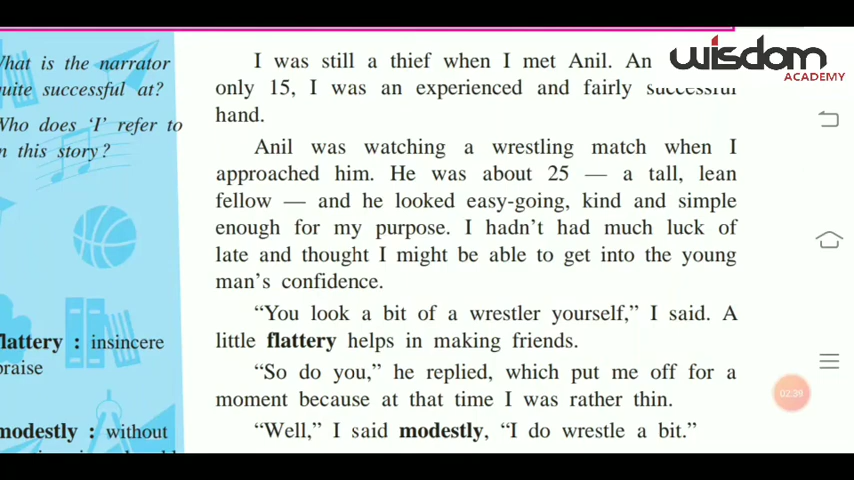 wisdom
ACADEMY
What is the narrator
quite successful at?
Who does ‘I’ refer to
in this story?
flattery : insincere
praise
modestly : without
I was still a thief when I met Anil. An
only 15, I was an experienced and fairly successful
hand.
Anil was watching a wrestling match when I
approached him. He was about 25 — a tall, lean
fellow — and he looked easy-going, kind and simple
enough for my purpose. I hadn’t had much luck of
late and thought I might be able to get into the young
man’s confidence.
“You look a bit of a wrestler yourself,” I said. A
little flattery helps in making friends.
“So do you,” he replied, which put me off for a
moment because at that time I was rather thin.
“Well,” I said modestly, “I do wrestle a bit.”
02:39